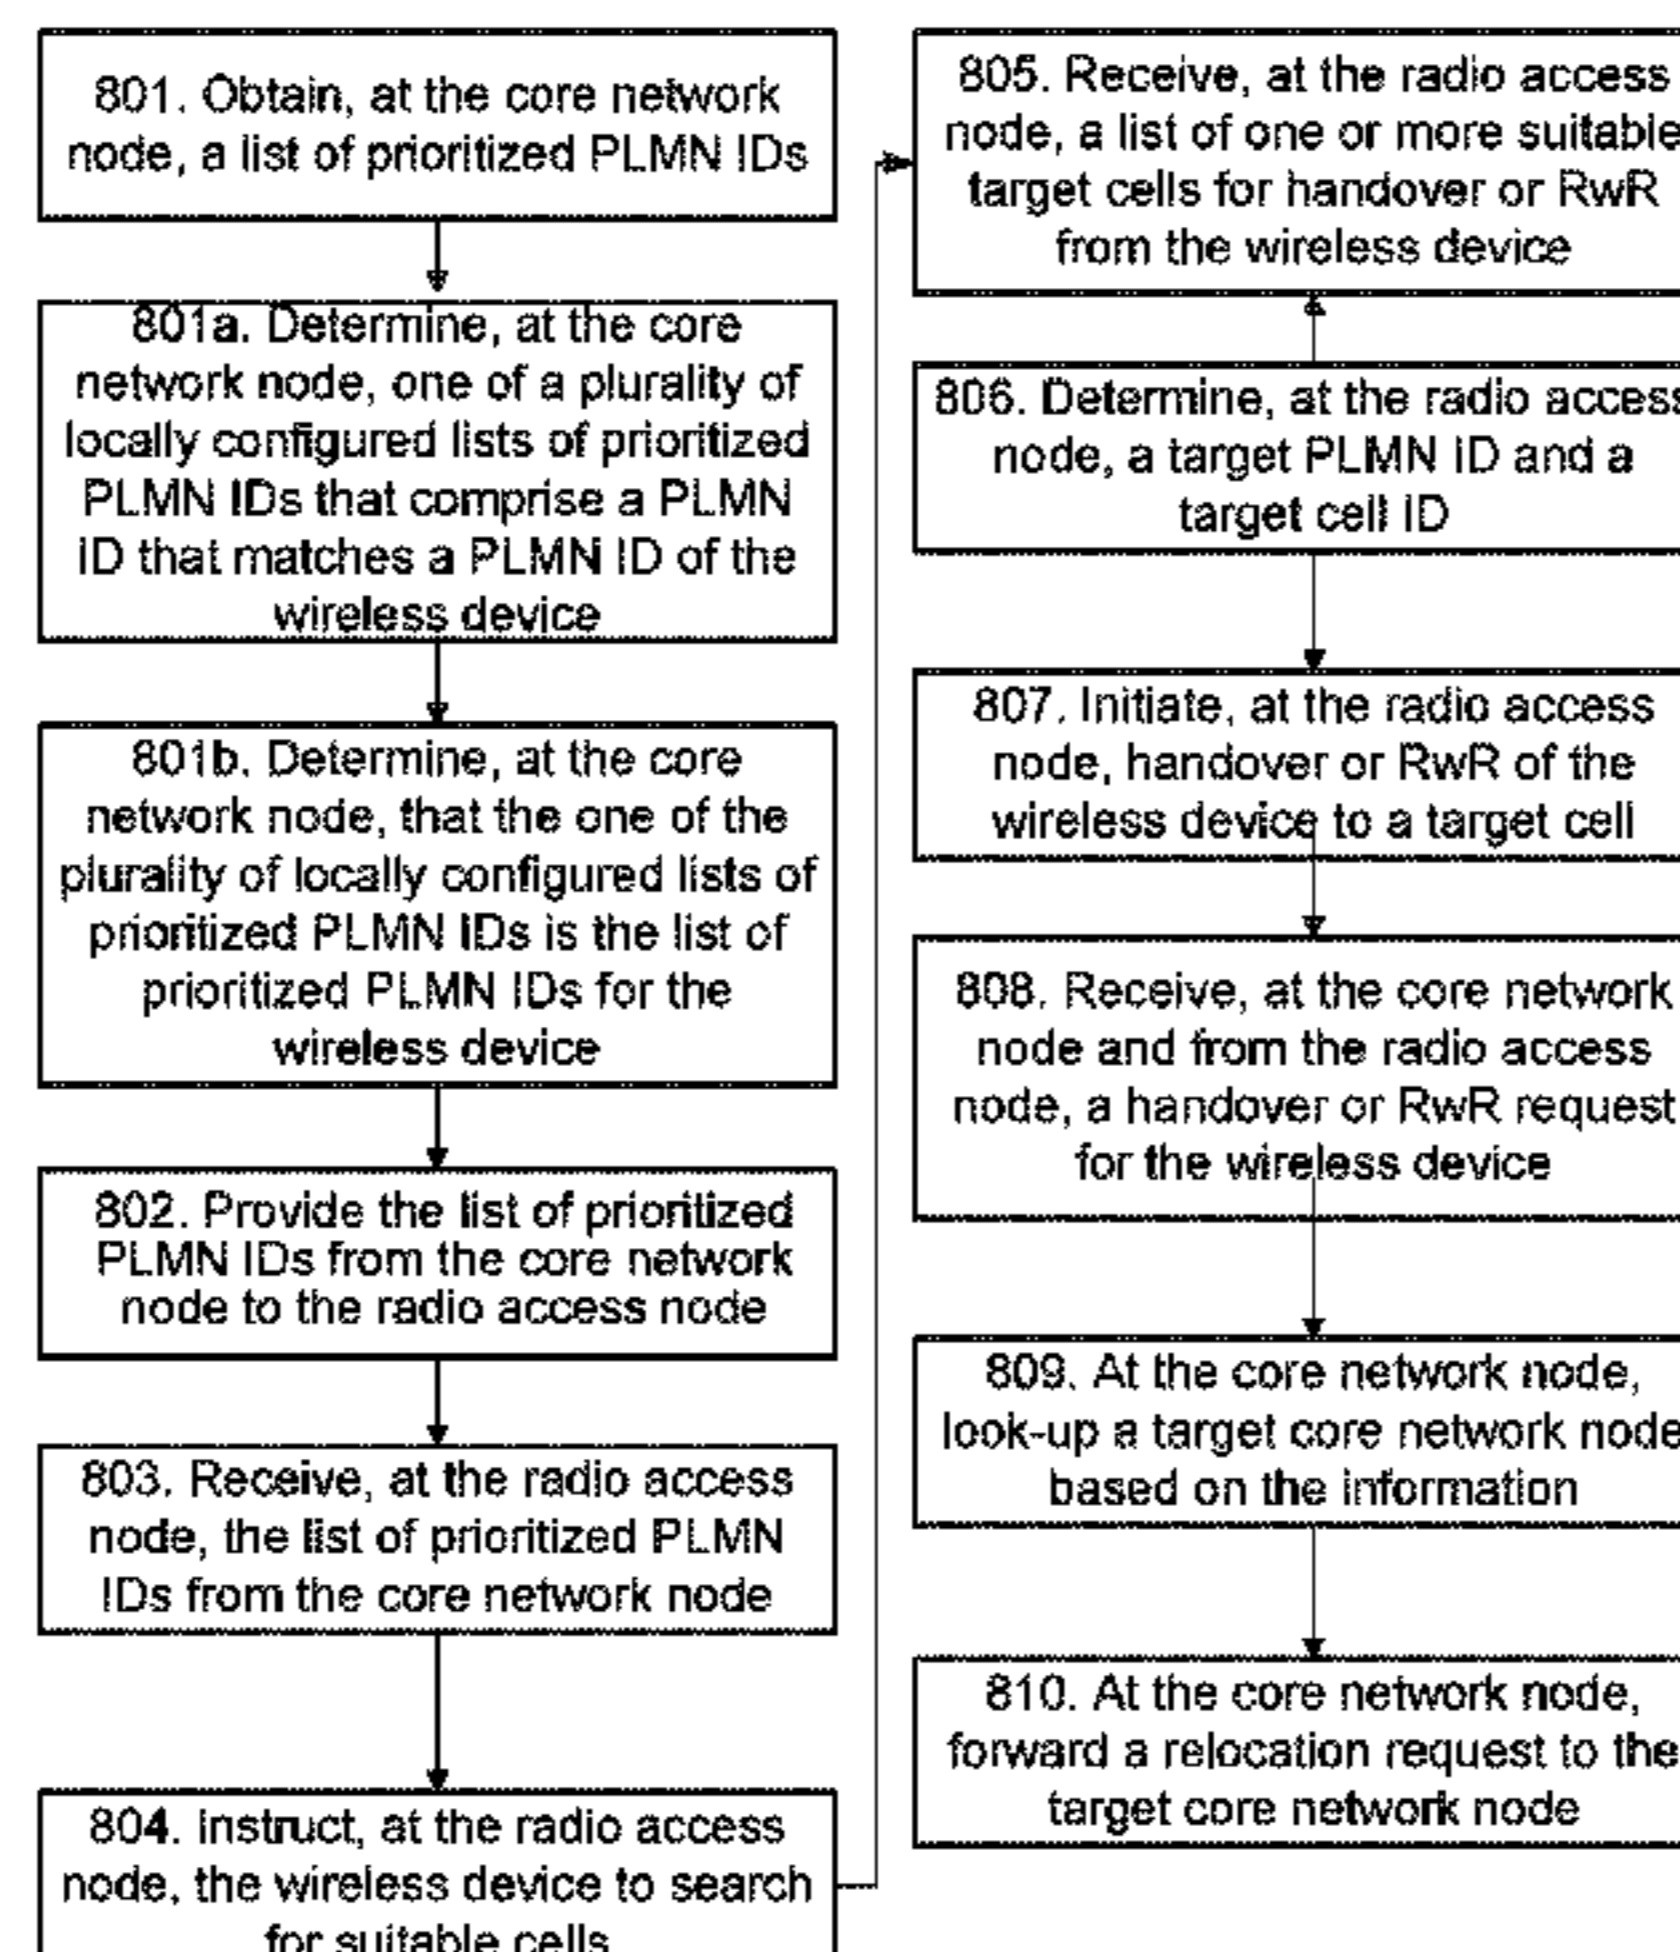 801. Obtain, at the core network
node, a list of prioritized PLMN IDs
801a. Determine, at the core
network node, one of a plurality of
locally configured lists of prioritized
PLMN IDs that comprise a PLMN
ID that matches a PLMN ID of the
wireless device
801b. Determine, at the core
network node, that the one of the
plurality of locally configured lists of
prioritized PLMN IDs is the list of
prioritized PLMN IDs for the
wireless device
802. Provide the list of prioritized
PLMN IDs from the core network
node to the radio access node
803. Receive, at the radio access
node, the list of prioritized PLMN
IDs from the core network node
804. Instruct, at the radio access
node, the wireless device to search
for suitable cells
805. Receive, at the radio access
node, a list of one or more suitable
target cells for handover or RwR
from the wireless device
806. Determine, at the radio access
node, a target PLMN ID and a
target cell ID
807. Initiate, at the radio access
node, handover or RwR of the
wireless device to a target cell
808. Receive, at the core network
node and from the radio access
node, a handover or RwR request
for the wireless device
809. At the core network node,
look-up a target core network node
based on the information
810. At the core network node,
forward a relocation request to the
target core network node